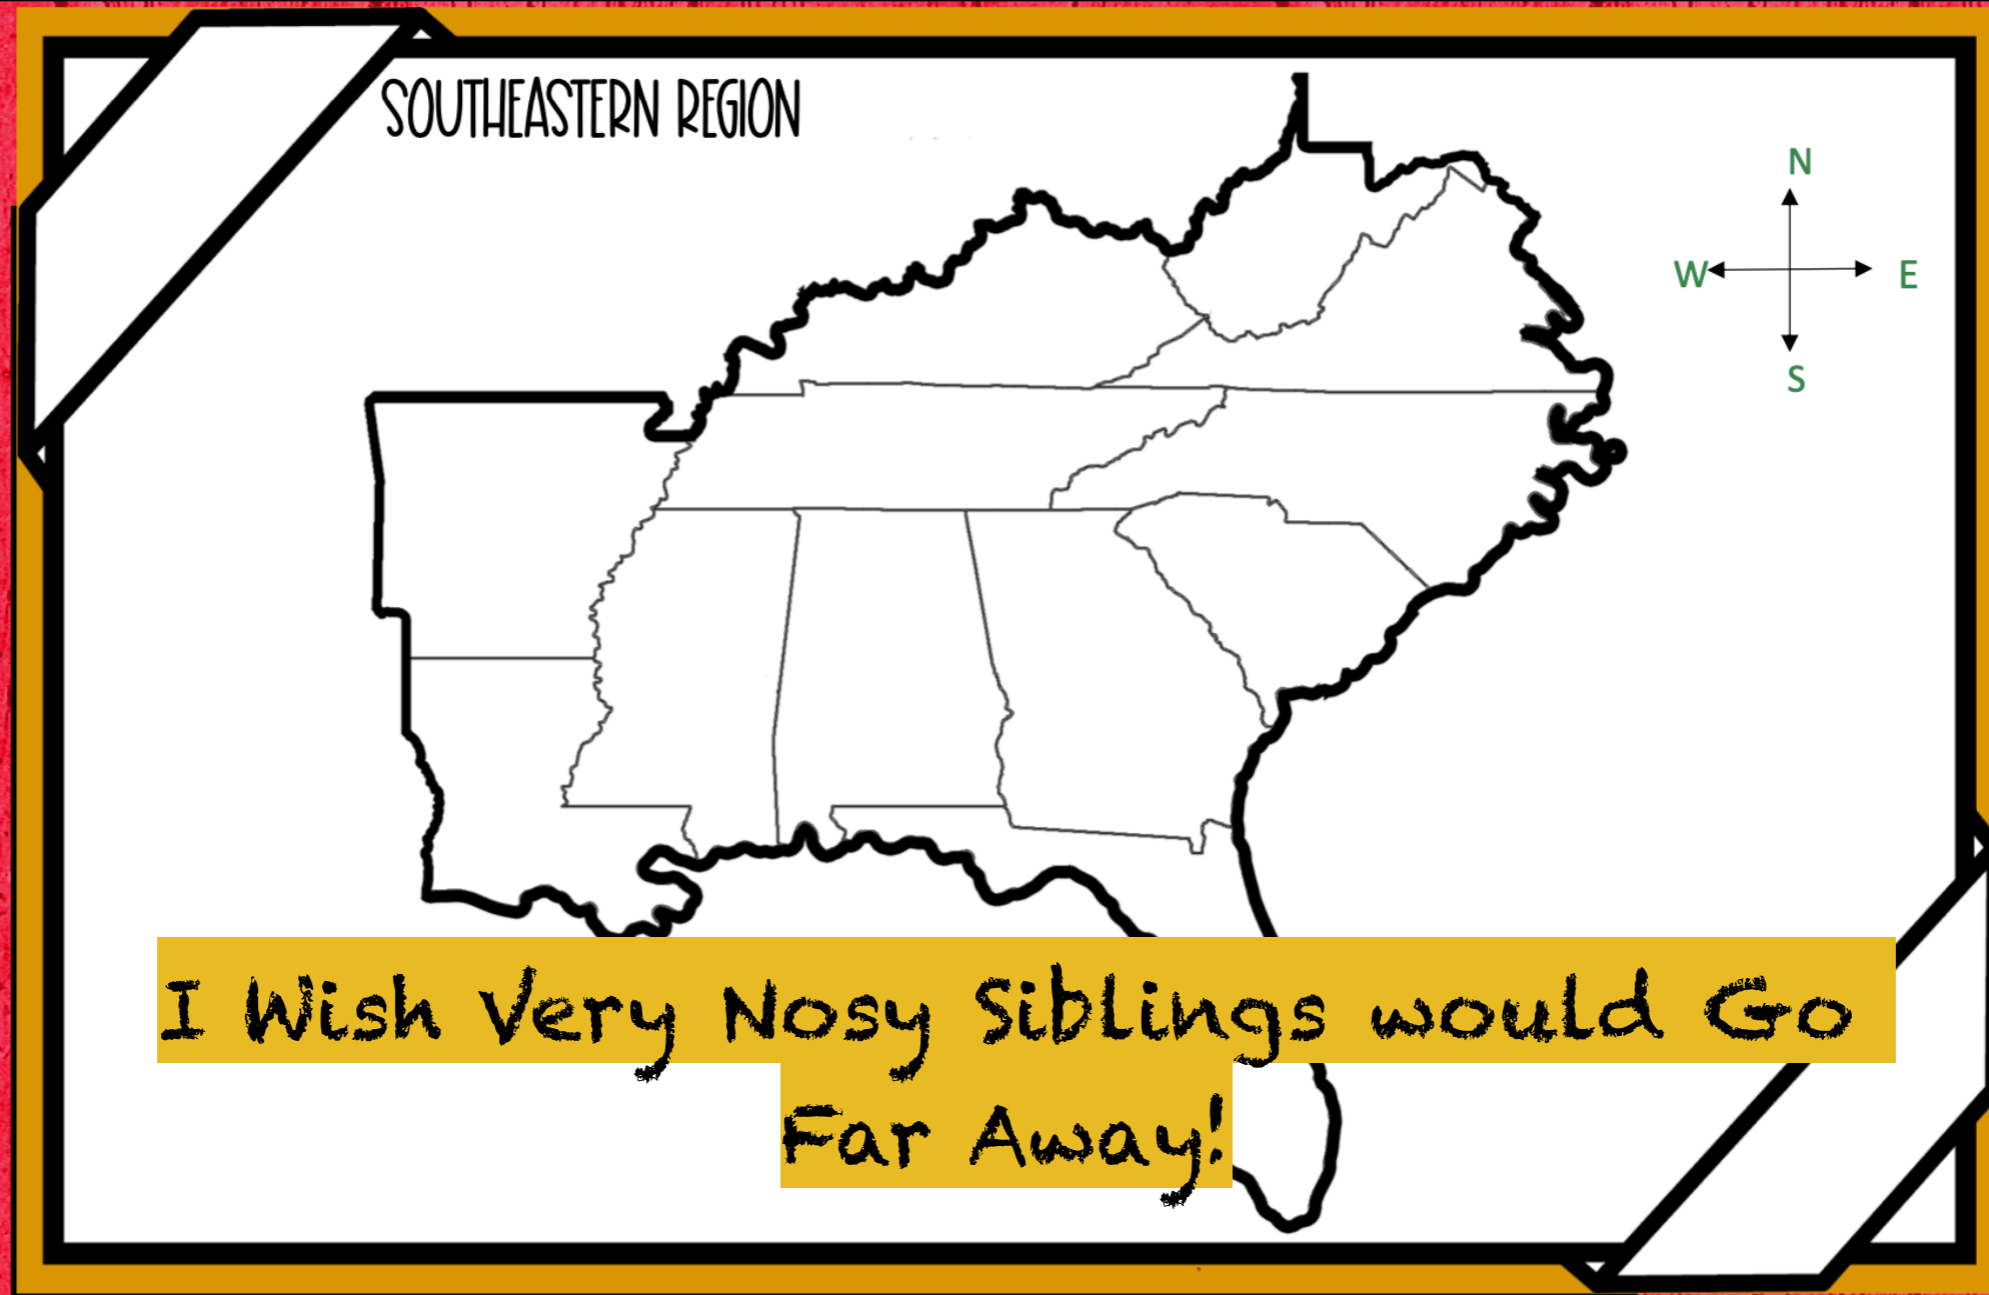 SOUTHEASTERN REGION
N
W E
S
I Wish Very Nosy Siblings would Go
Far Away!